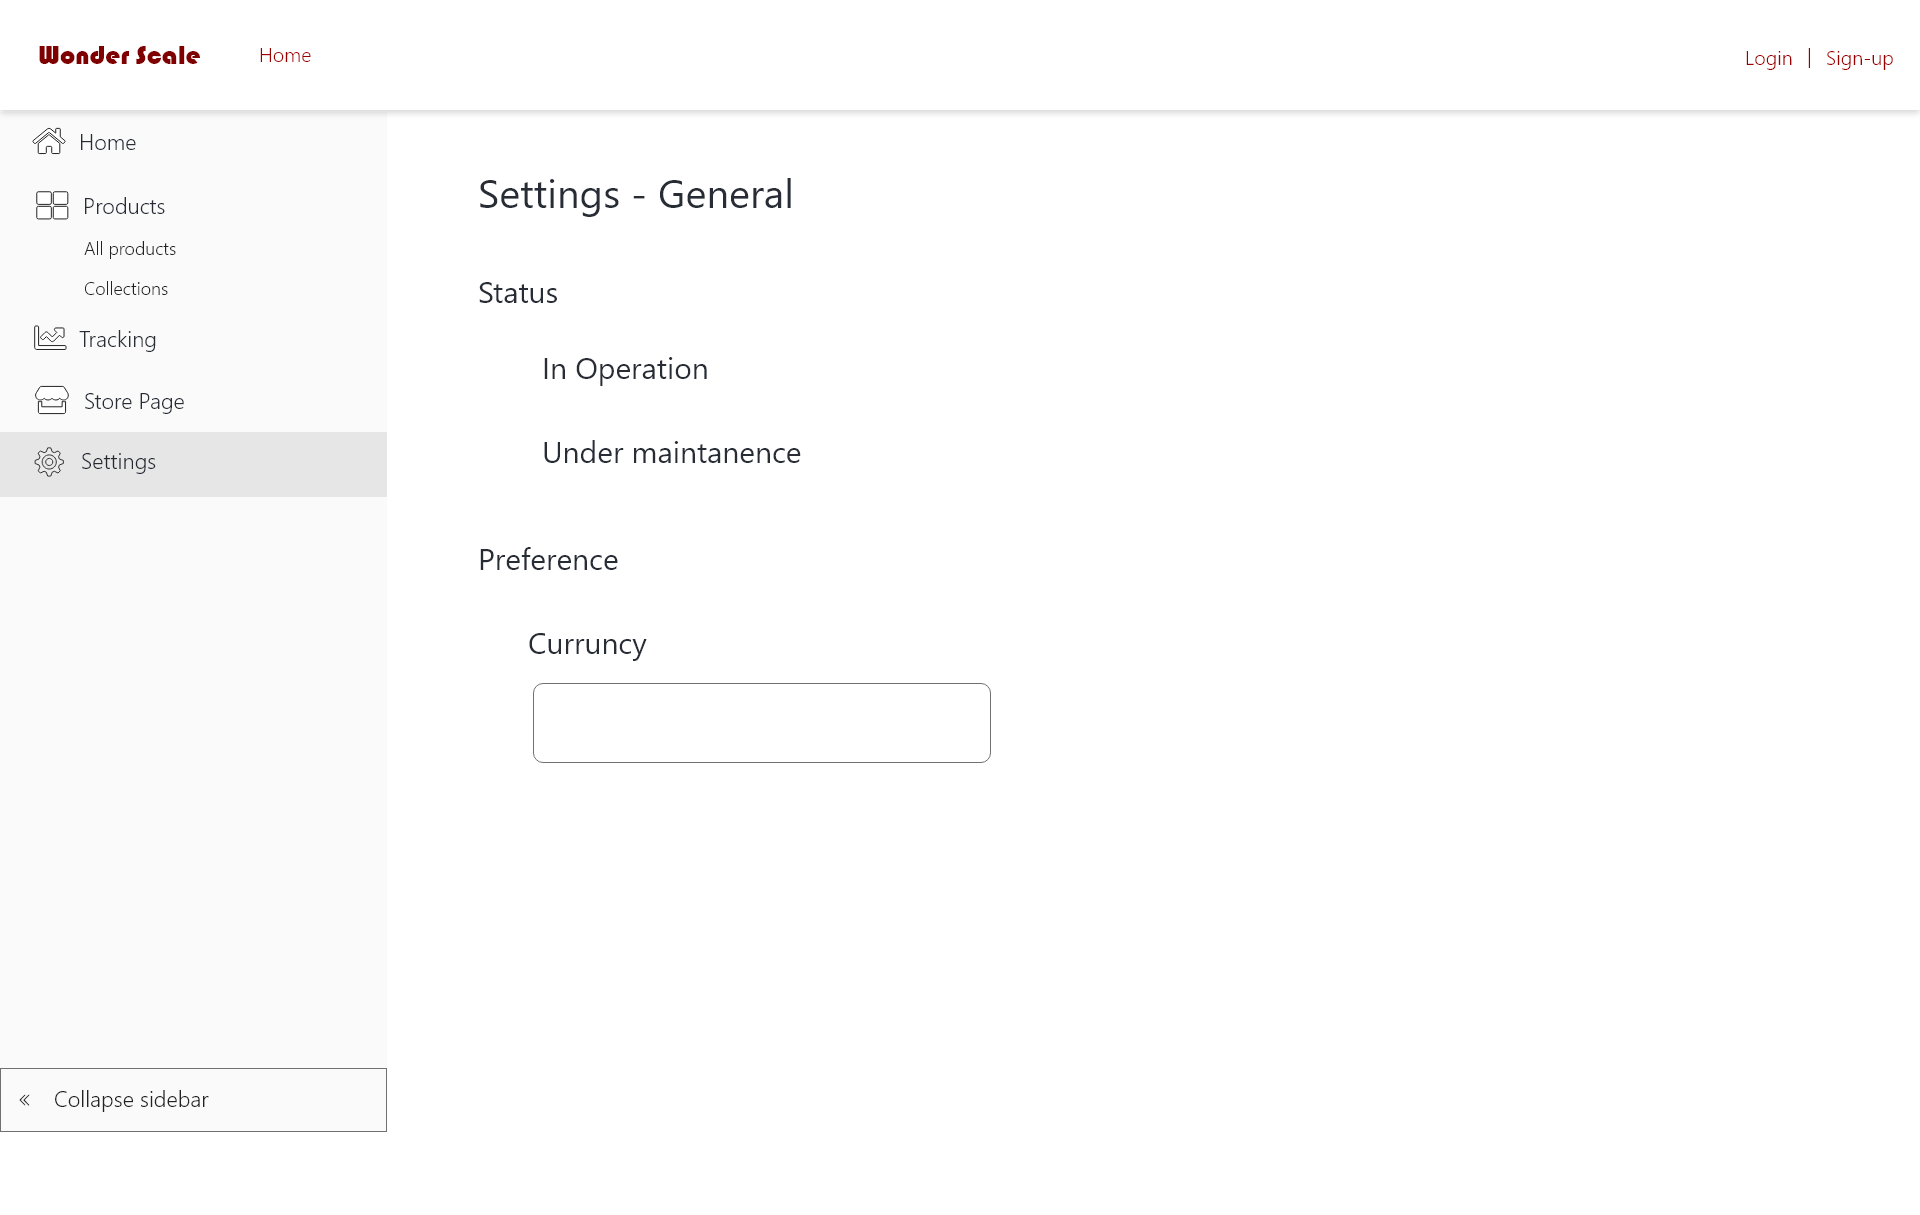 Wonder Scale
Home
Login | Sign-up
Home
Products
All products
Collections
Tracking
Store Page
Settings
« Collapse sidebar
Settings - General
Status
In Operation
Under maintanence
Preference
Curruncy